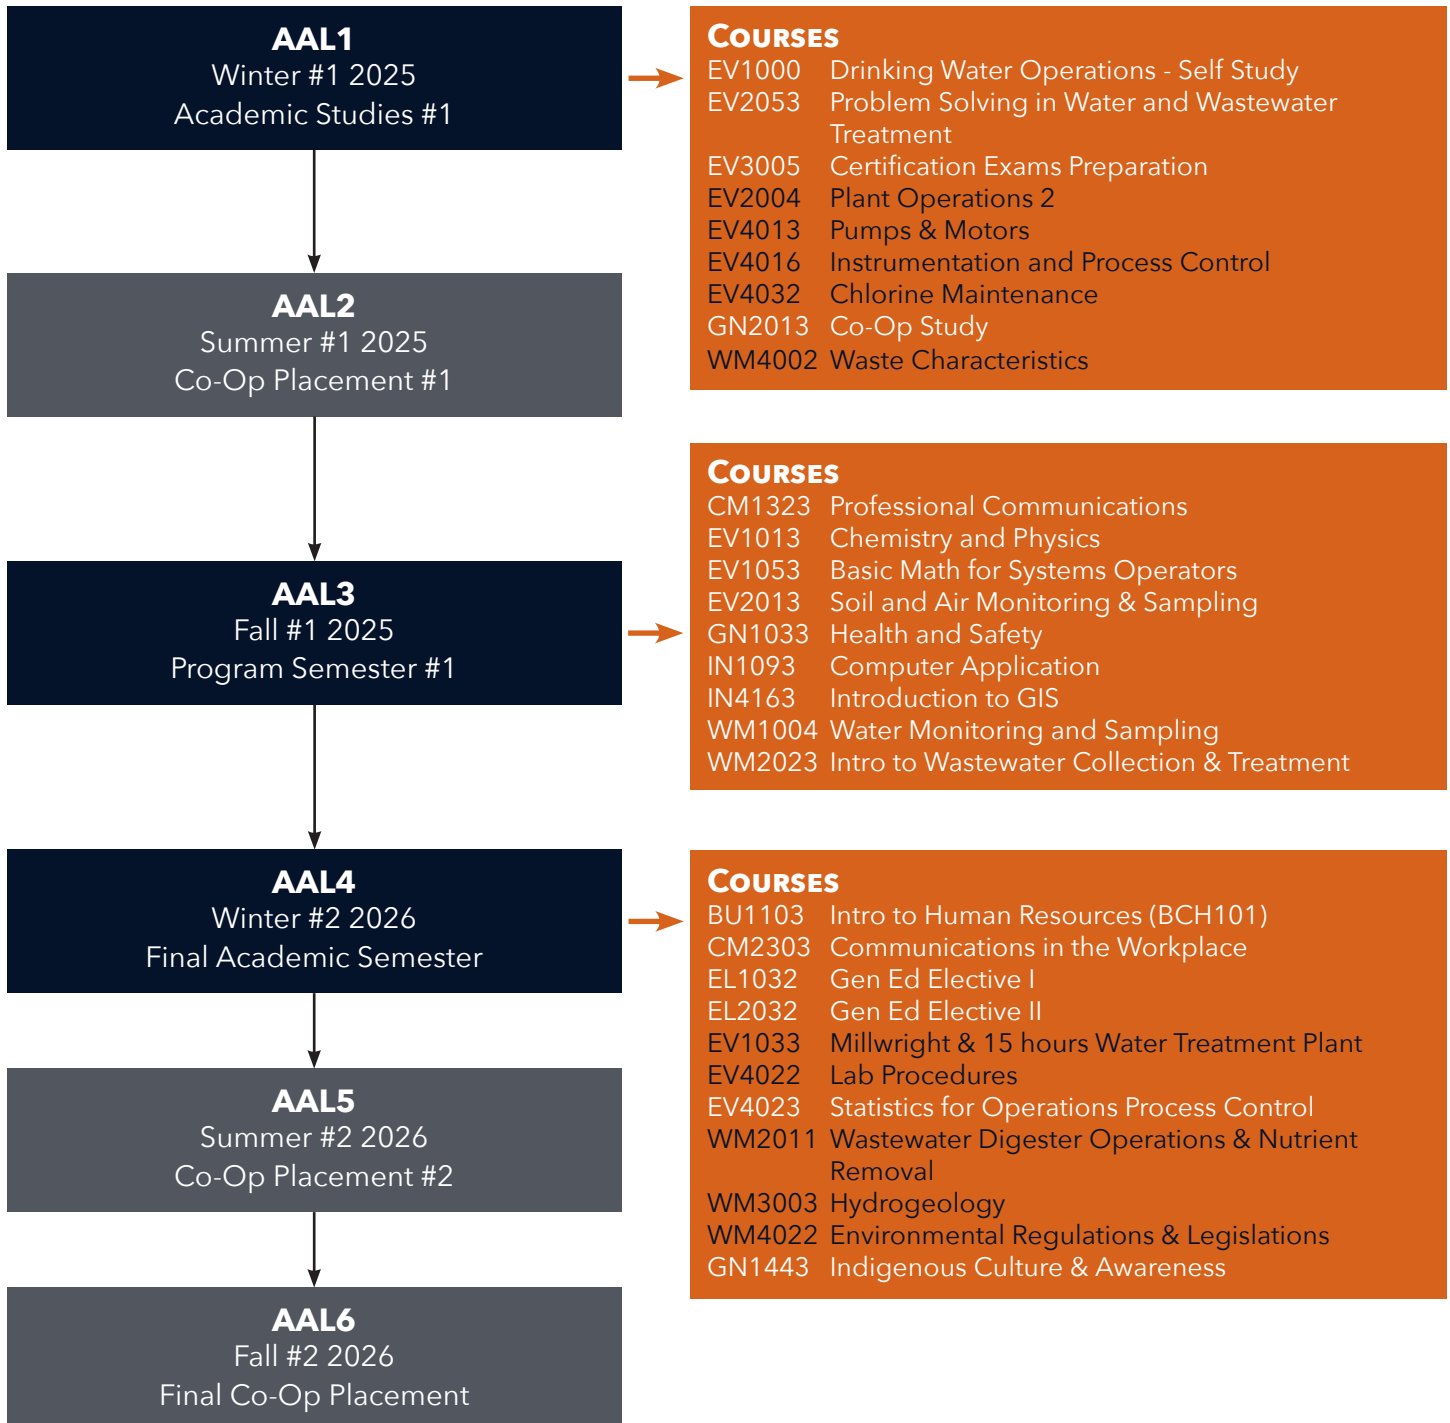 AAL1
Winter #1 2025
Academic Studies #1
COURSES
EV1000 Drinking Water Operations - Self Study
EV2053 Problem Solving in Water and Wastewater
Treatment
EV3005 Certification Exams Preparation
EV2004 Plant Operations 2
EV4013 Pumps & Motors
EV4016 Instrumentation and Process Control
EV4032 Chlorine Maintenance
GN2013 Co-Op Study
WM4002 Waste Characteristics
AAL2
Summer #1 2025
Co-Op Placement #1
AAL3
Fall #1 2025
Program Semester #1
COURSES
CM1323 Professional Communications
EV1013 Chemistry and Physics
EV1053 Basic Math for Systems Operators
EV2013 Soil and Air Monitoring & Sampling
GN1033 Health and Safety
IN1093 Computer Application
IN4163 Introduction to GIS
WM1004 Water Monitoring and Sampling
WM2023 Intro to Wastewater Collection & Treatment
AAL4
Winter #2 2026
Final Academic Semester
COURSES
BU1103 Intro to Human Resources (BCH101)
CM2303 Communications in the Workplace
EL1032 Gen Ed Elective I
EL2032 Gen Ed Elective II
EV1033 Millwright & 15 hours Water Treatment Plant
EV4022 Lab Procedures
EV4023 Statistics for Operations Process Control
WM2011 Wastewater Digester Operations & Nutrient
Removal
WM3003 Hydrogeology
WM4022 Environmental Regulations & Legislations
GN1443 Indigenous Culture & Awareness
AAL5
Summer #2 2026
Co-Op Placement #2
AAL6
Fall #2 2026
Final Co-Op Placement